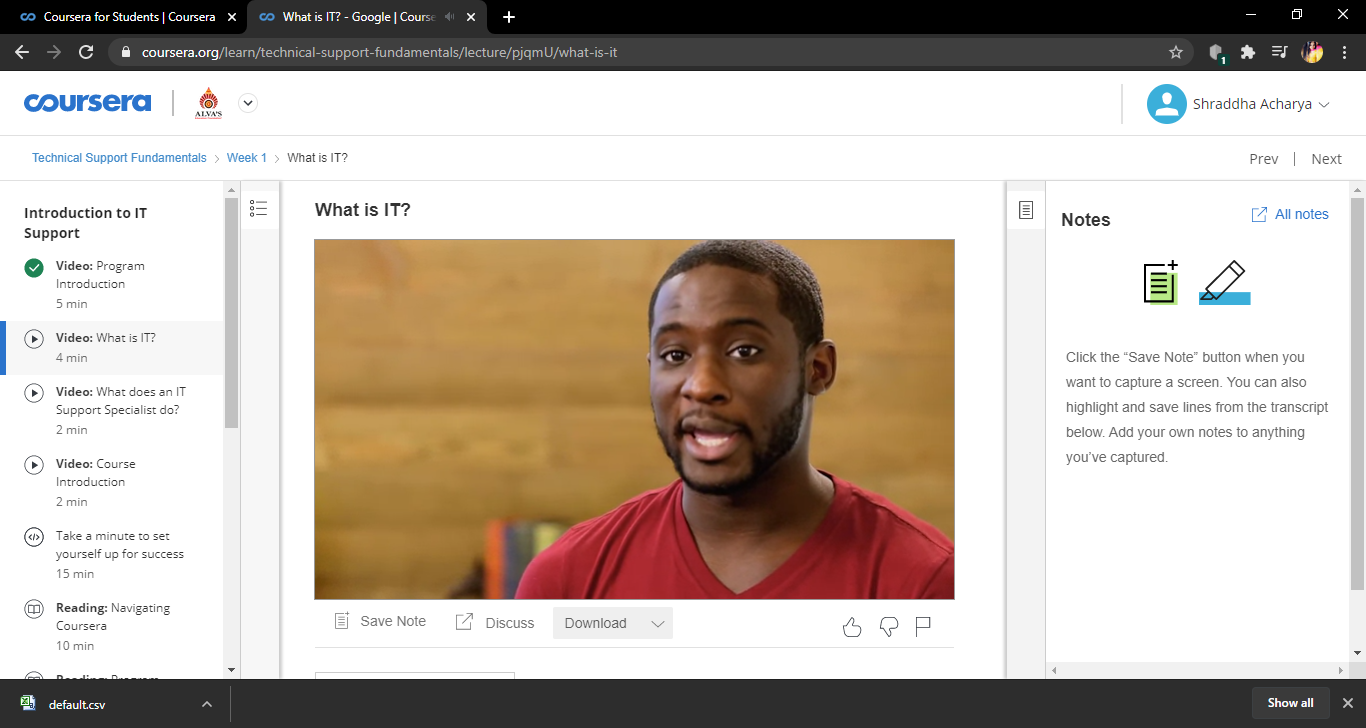 Coursera for Students | Coursera
What is IT? - Google | Course
coursera.org/learn/technical-support-fundamentals/lecture/pjqmU/what-is-it
1
coursera
ALVA'S
Shraddha Acharya
Technical Support Fundamentals > Week 1 > What is IT?
Prev | Next
Introduction to IT
Support
Video: Program
Introduction
5 min
Video: What is IT?
4 min
Video: What does an IT
Support Specialist do?
2 min
Video: Course
Introduction
2 min
Take a minute to set
yourself up for success
15 min
Reading: Navigating
Coursera
10 min
Reading: Program
What is IT?
Save Note
Discuss
Download
Notes
All notes
Click the “Save Note” button when you
want to capture a screen. You can also
highlight and save lines from the transcript
below. Add your own notes to anything
you’ve captured.
default.csv
Show all